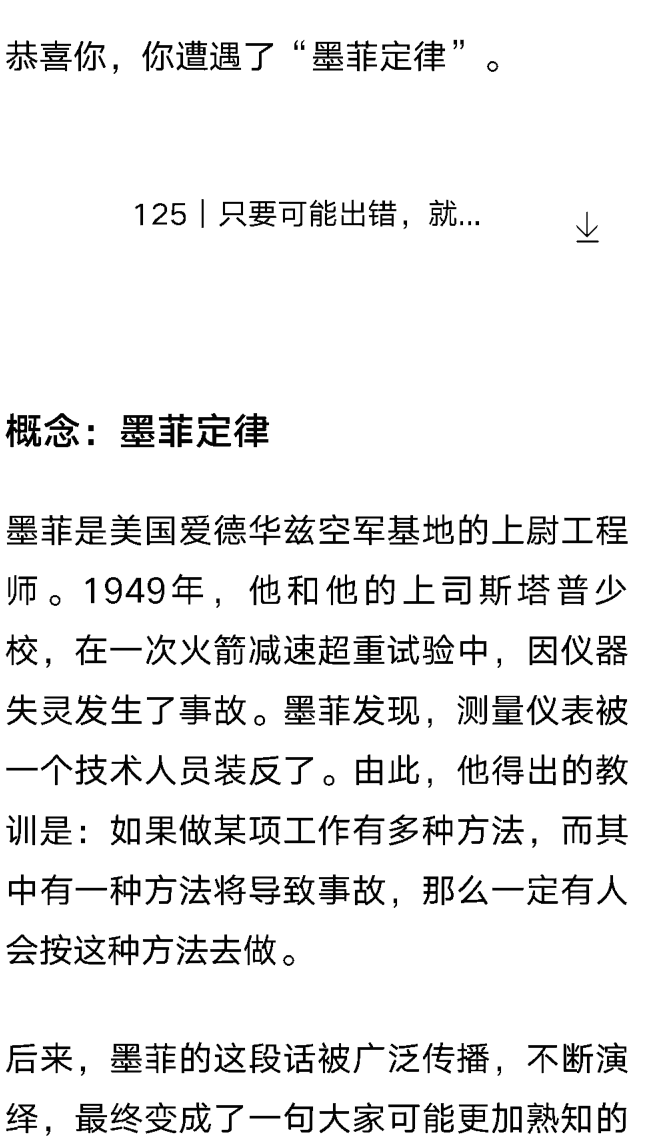 恭喜你，你遭遇了“墨菲定律”。
125｜只要可能出错，就...
概念：墨菲定律
墨菲是美国爱德华兹空军基地的上尉工程
师。1949年，他和他的上司斯塔普少
校，在一次火箭减速超重试验中，因仪器
失灵发生了事故。墨菲发现，测量仪表被
一个技术人员装反了。由此，他得出的教
训是：如果做某项工作有多种方法，而其
中有一种方法将导致事故，那么一定有人
会按这种方法去做。
后来，墨菲的这段话被广泛传播，不断演
绎，最终变成了一句大家可能更加熟知的